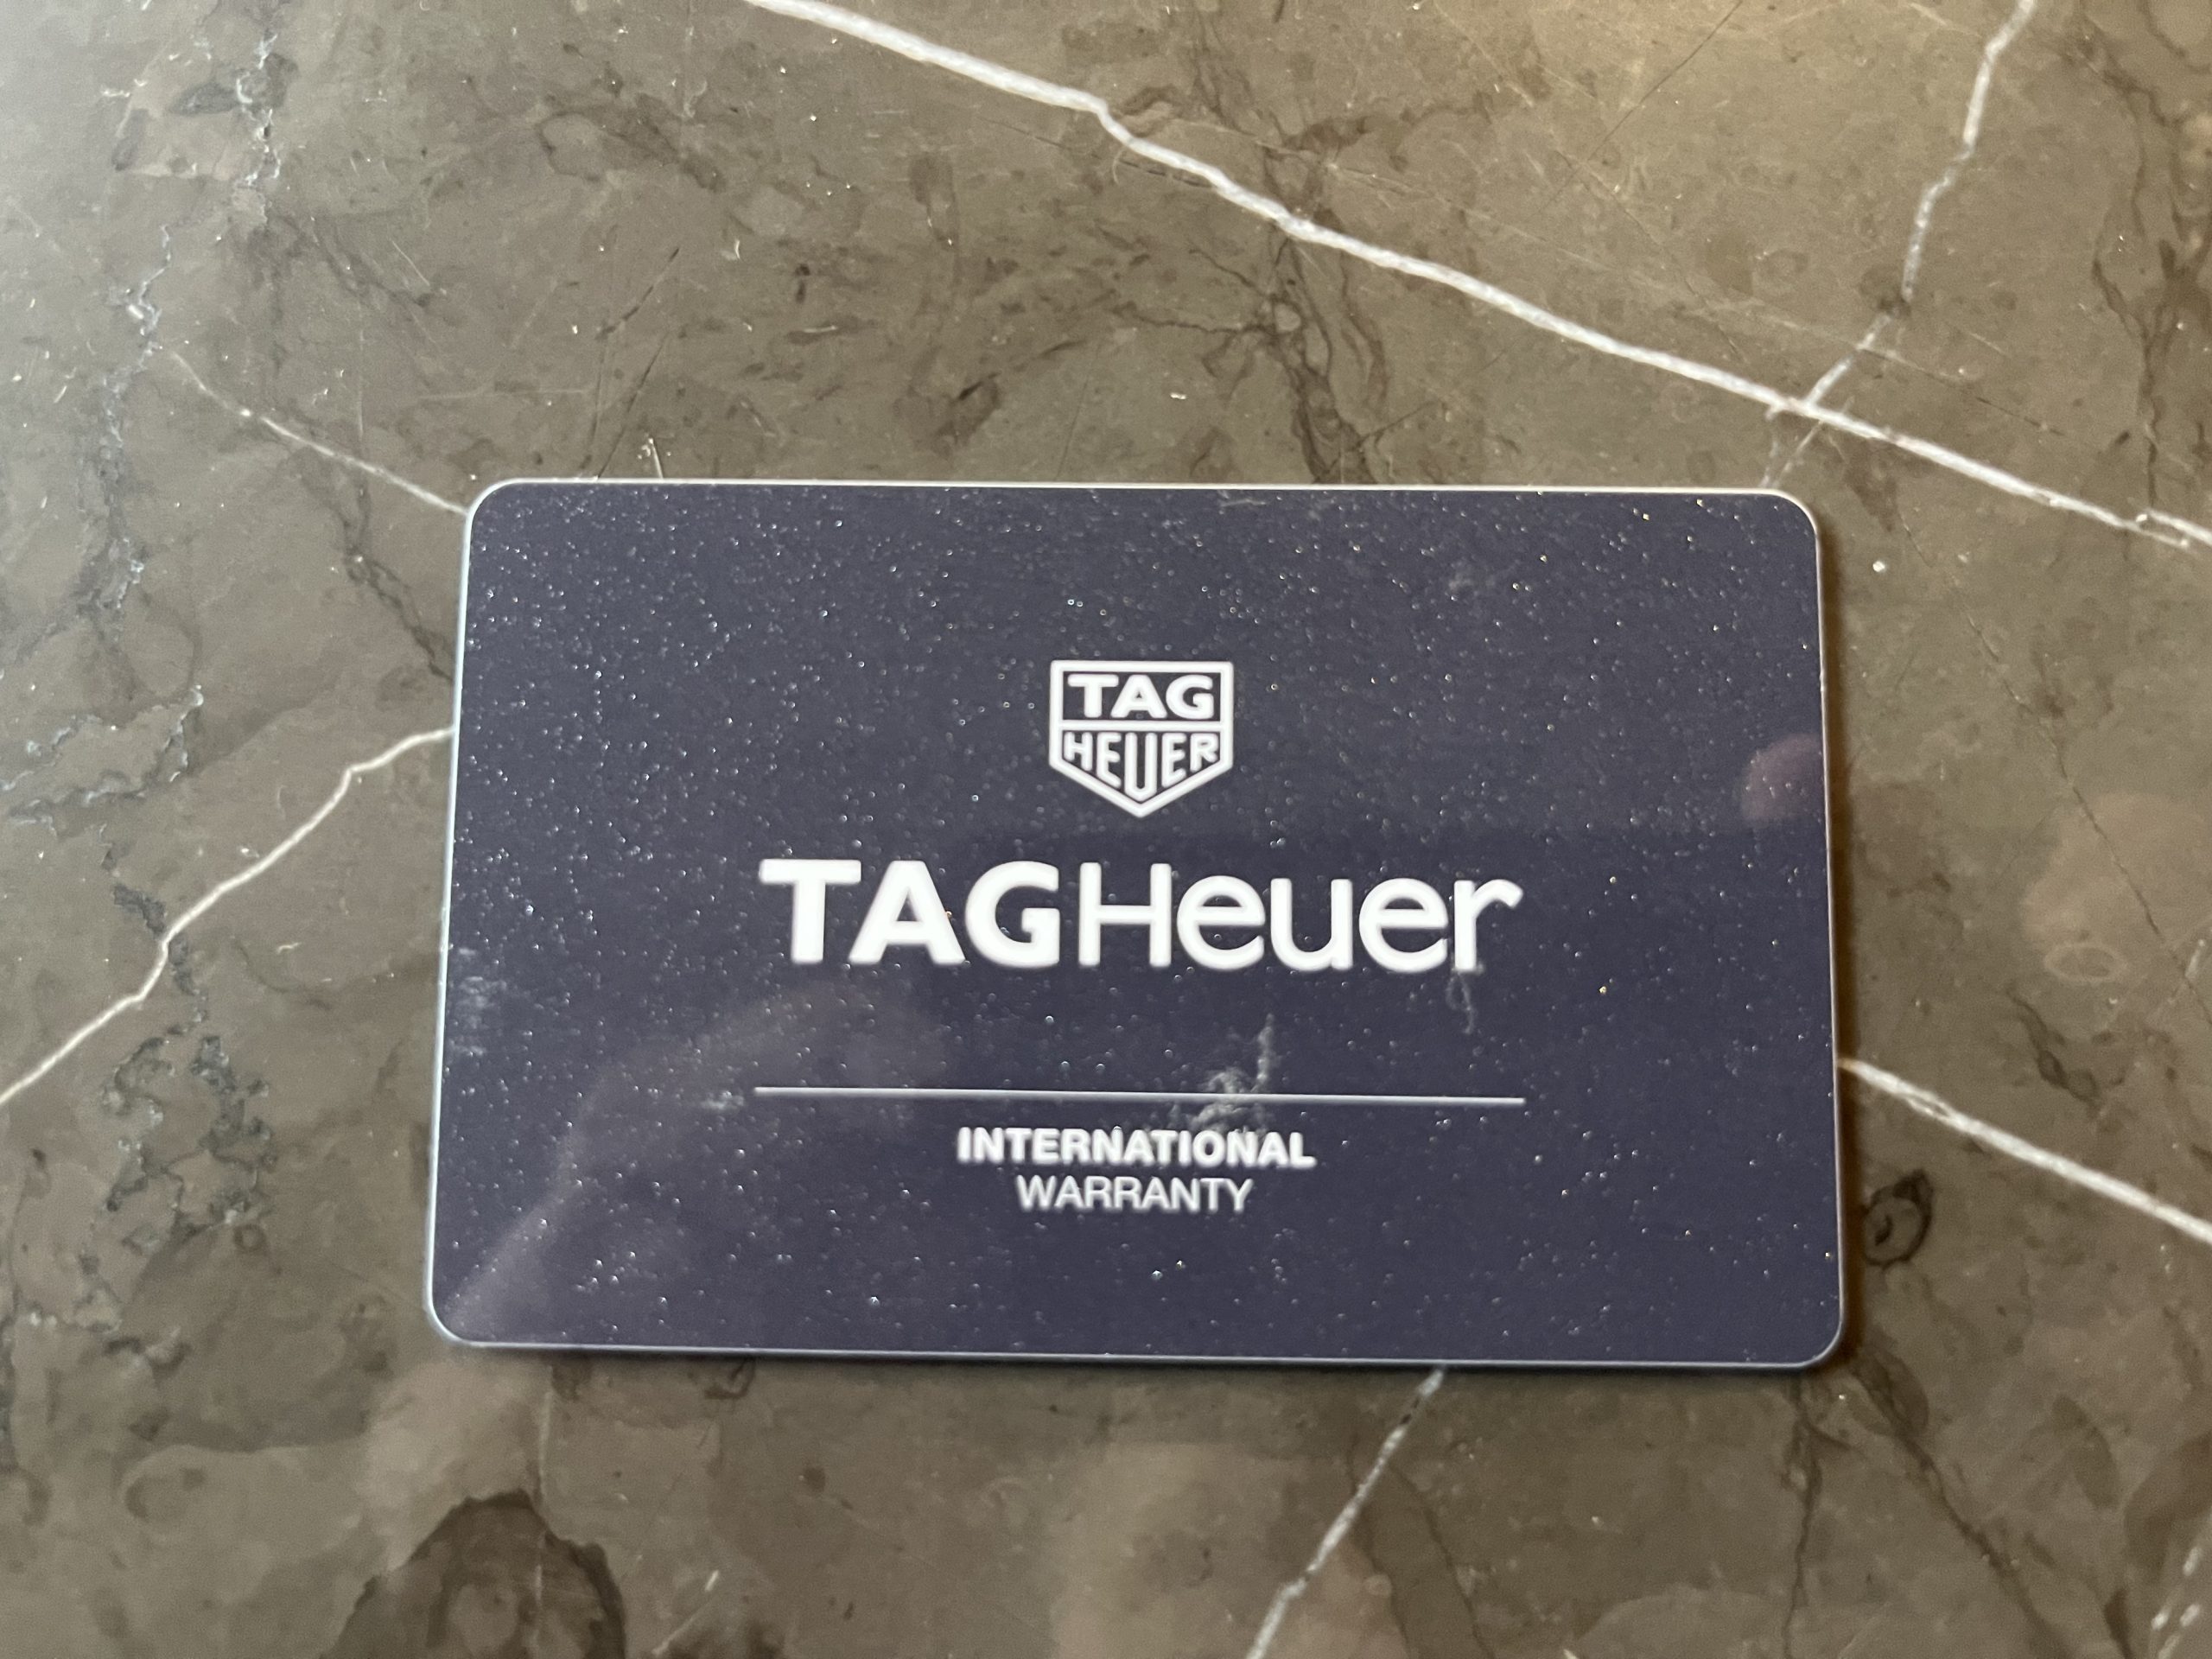 TAG
HEUER
TAGHeuer
INTERNATIONAL
WARRANTY